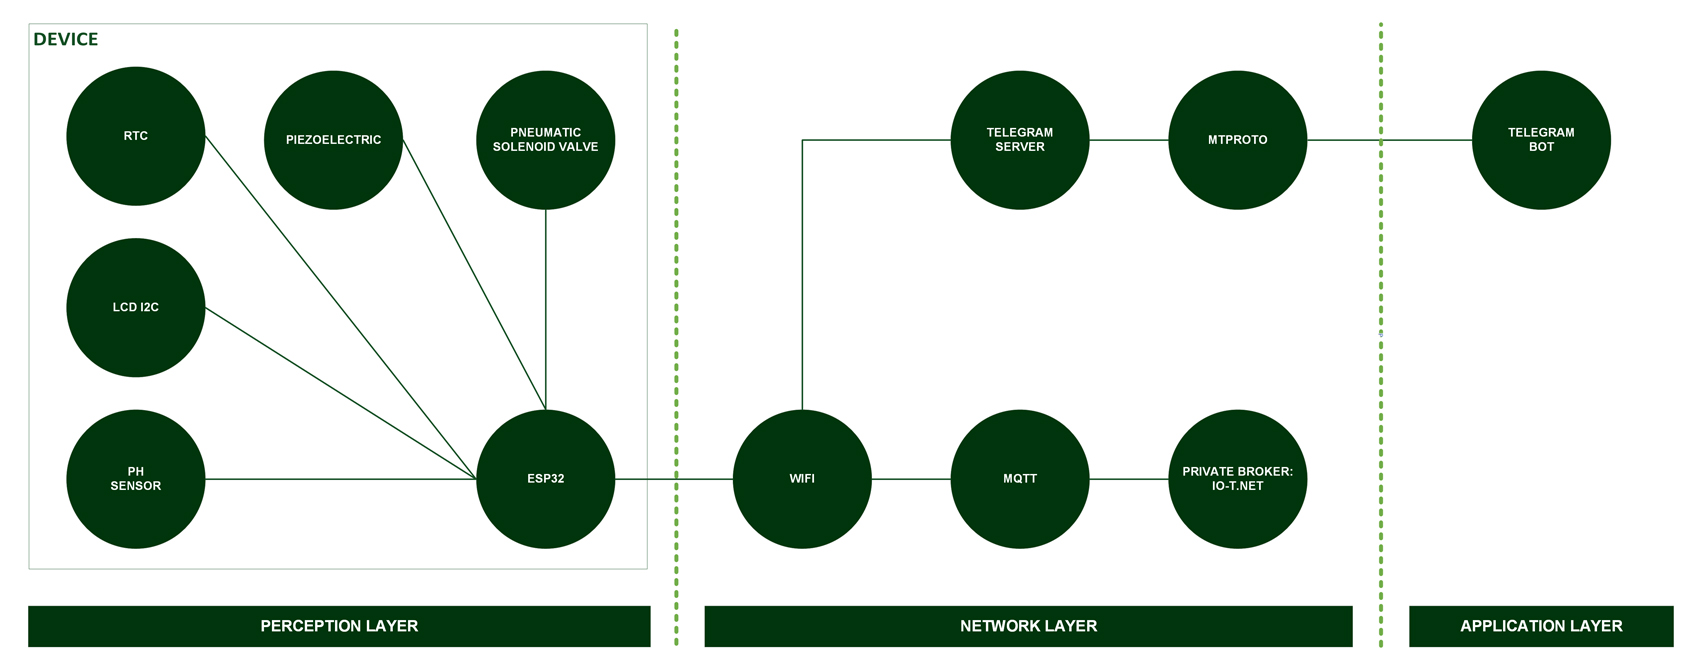 DEVICE
RTC
PIEZOELECTRIC
PNEUMATIC
SOLENOID VALVE
TELEGRAM
SERVER
MTPROTO
TELEGRAM
BOT
LCD I2C
PH
SENSOR
ESP32
WIFI
MQTT
PRIVATE BROKER:
IO-T.NET
PERCEPTION LAYER
NETWORK LAYER
APPLICATION LAYER